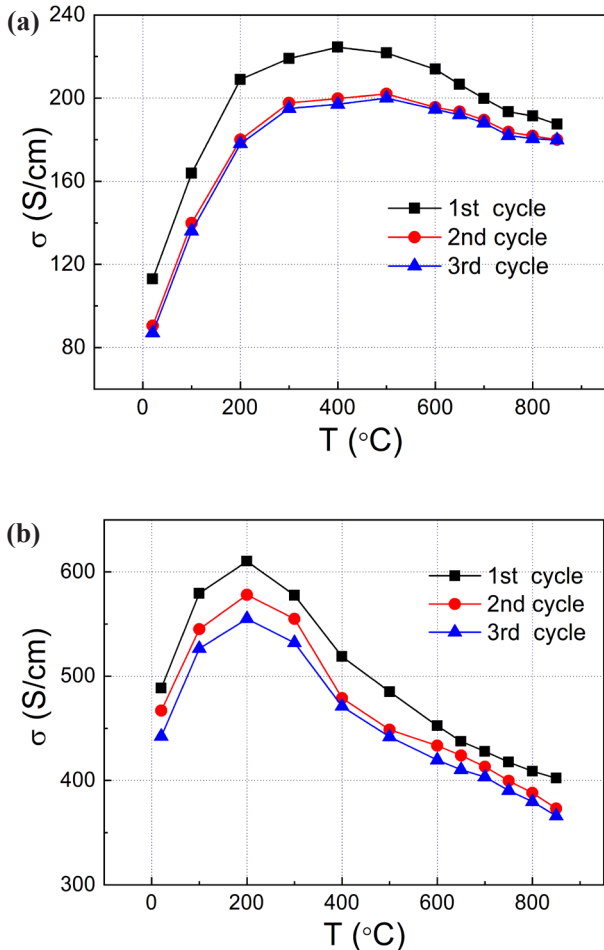 (a)
240
200
160
120
80
σ (S/cm)
1st cycle
2nd cycle
3rd cycle
0 200 400 600 800
T (°C)
(b)
600
500
400
300
σ (S/cm)
1st cycle
2nd cycle
3rd cycle
0 200 400 600 800
T (°C)